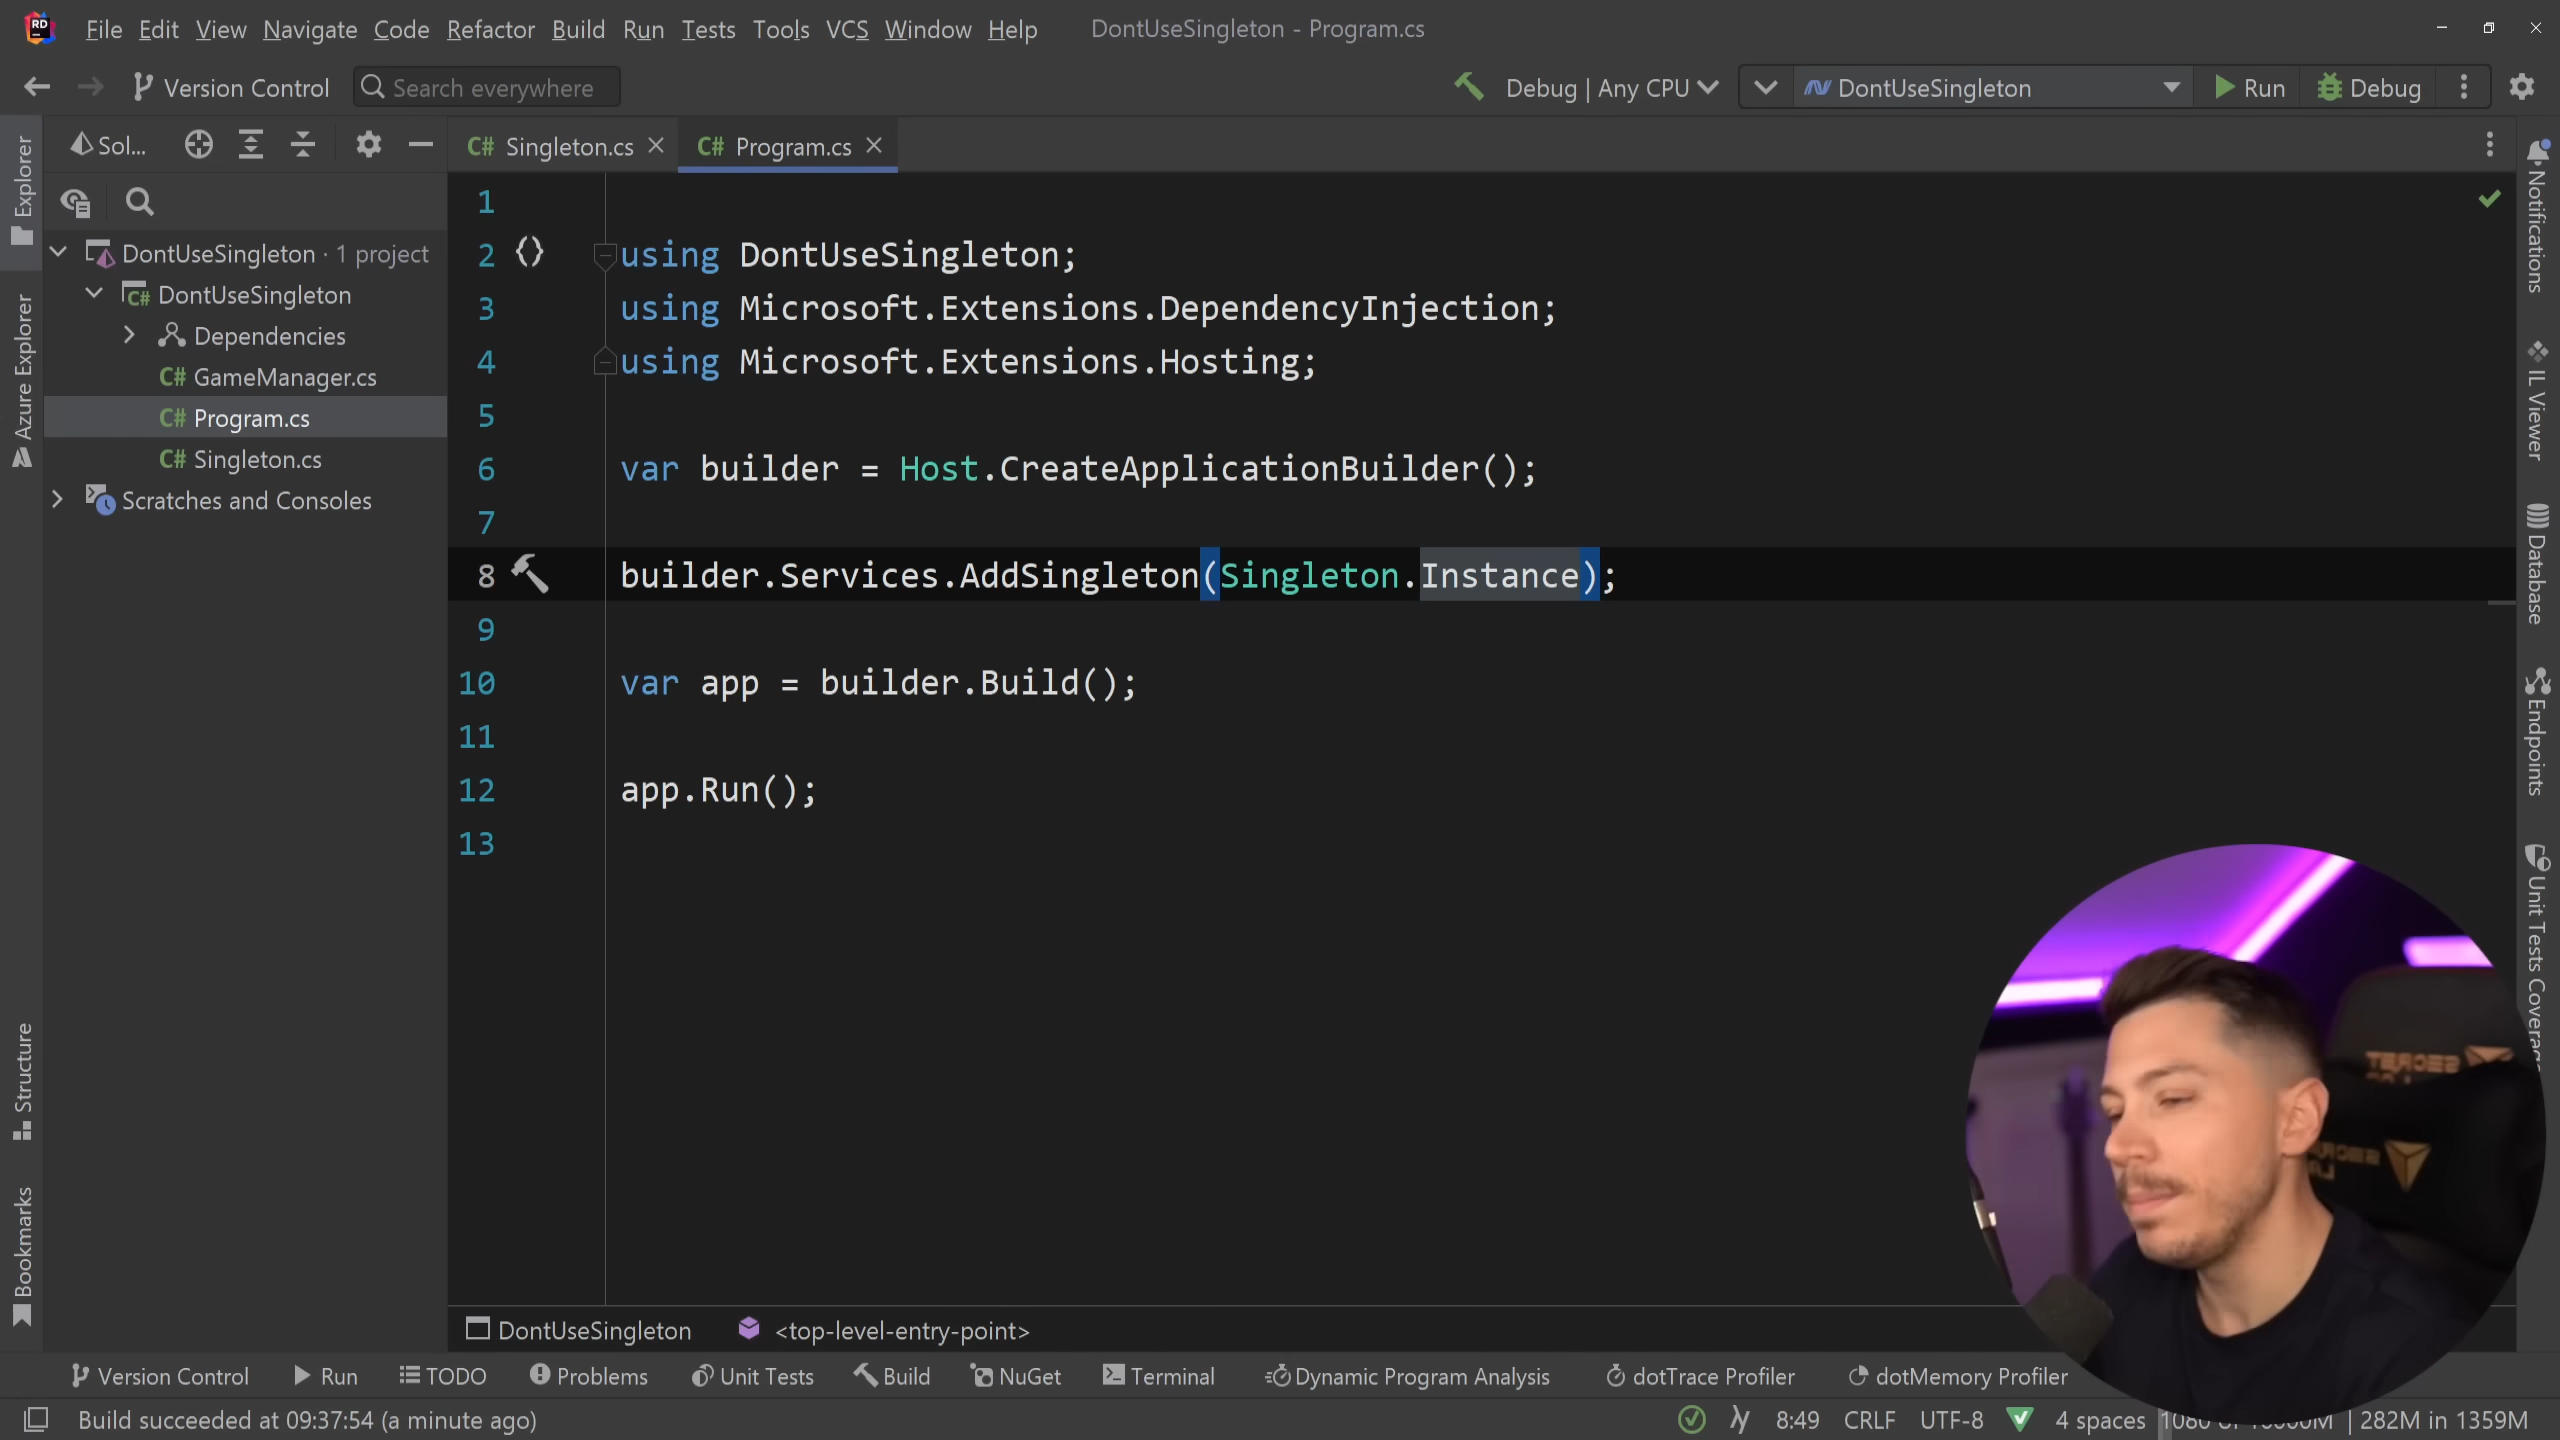 RD
File Edit View Navigate Code Refactor Build Run Tests Tools VCS Window Help
DontUseSingleton - Program.cs
Version Control
Search everywhere
Debug | Any CPU
DontUseSingleton
Run
Debug
Sol...
C# Singleton.cs
C# Program.cs
Explorer
Azure Explorer
Structure
Bookmarks
DontUseSingleton · 1 project
C# DontUseSingleton
Dependencies
C# GameManager.cs
C# Program.cs
C# Singleton.cs
Scratches and Consoles
1
2 using DontUseSingleton;
3 using Microsoft.Extensions.DependencyInjection;
4 using Microsoft.Extensions.Hosting;
5
6 var builder = Host.CreateApplicationBuilder();
7
8 builder.Services.AddSingleton(Singleton.Instance);
9
10 var app = builder.Build();
11
12 app.Run();
13
Notifications
IL Viewer
Database
Endpoints
Unit Tests
DontUseSingleton
<top-level-entry-point>
Version Control
Run
TODO
Problems
Unit Tests
Build
NuGet
Terminal
Dynamic Program Analysis
dotTrace Profiler
dotMemory Profiler
Build succeeded at 09:37:54 (a minute ago)
8:49
CRLF
UTF-8
4 spaces
282M in 1359M